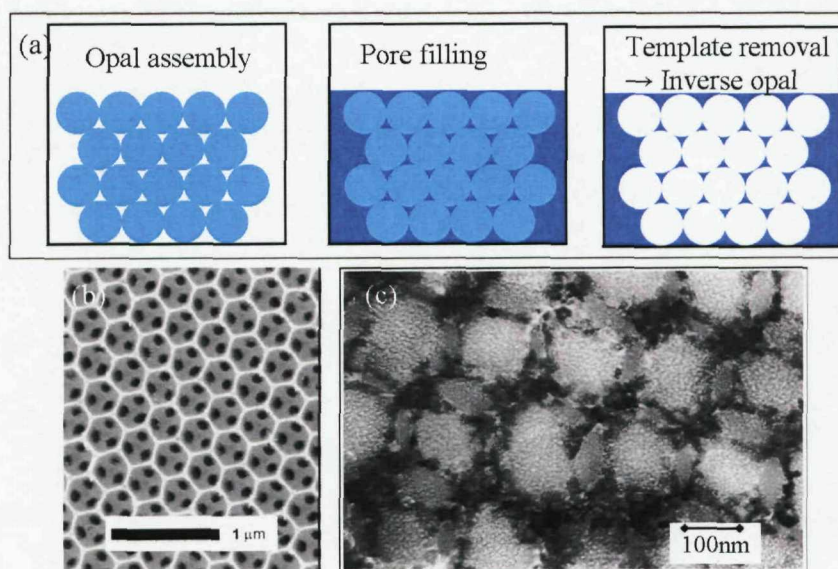 (a)
Opal assembly
Pore filling
Template removal
→ Inverse opal
(b)
1 μm
(c)
100nm